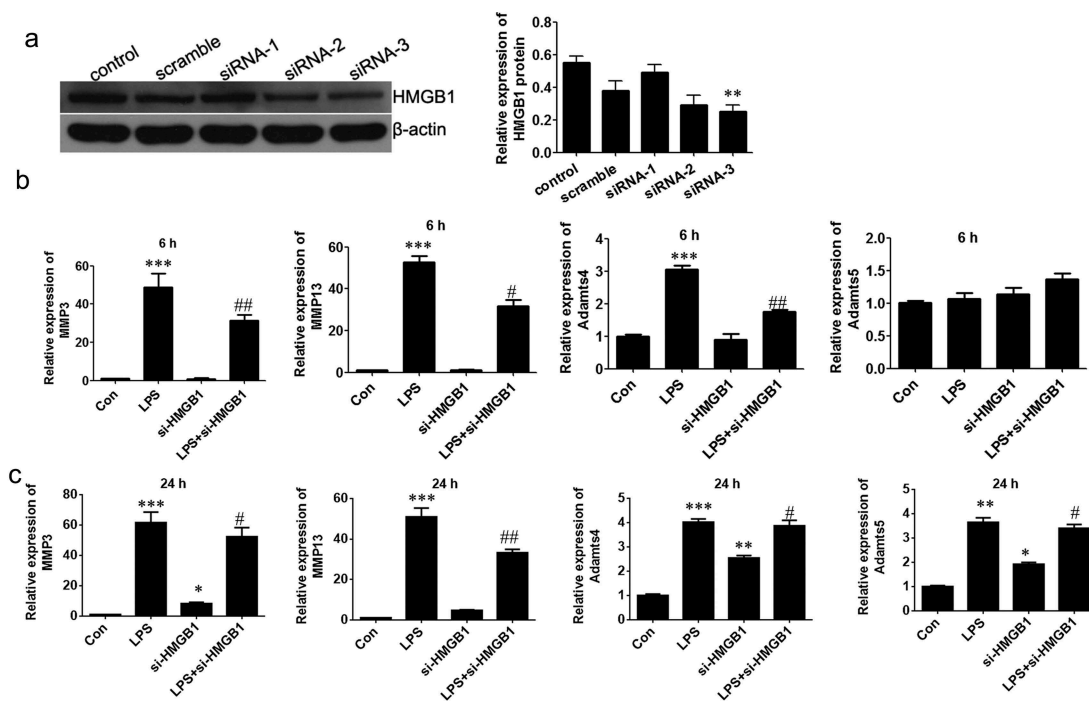 a
control
scramble
siRNA-1
siRNA-2
siRNA-3
HMGB1
β-actin
Relative expression of
HMGB1 protein
0.8
0.6
0.4
0.2
0.0
**
control
scramble
siRNA-1
siRNA-2
siRNA-3
b
Relative expression of
MMP3
6 h
60
40
20
0
***
##
Con
LPS
si-HMGB1
LPS+si-HMGB1
Relative expression of
MMP13
6 h
60
40
20
0
***
#
Con
LPS
si-HMGB1
LPS+si-HMGB1
Relative expression of
Adamts4
6 h
4
3
2
1
0
***
##
Con
LPS
si-HMGB1
LPS+si-HMGB1
Relative expression of
Adamts5
6 h
2.0
1.5
1.0
0.5
0.0
Con
LPS
si-HMGB1
LPS+si-HMGB1
c
Relative expression of
MMP3
24 h
80
60
40
20
0
***
*
#
Con
LPS
si-HMGB1
LPS+si-HMGB1
Relative expression of
MMP13
24 h
60
40
20
0
***
##
Con
LPS
si-HMGB1
LPS+si-HMGB1
Relative expression of
Adamts4
24 h
5
4
3
2
1
0
***
**
#
Con
LPS
si-HMGB1
LPS+si-HMGB1
Relative expression of
Adamts5
24 h
5
4
3
2
1
0
**
*
#
Con
LPS
si-HMGB1
LPS+si-HMGB1